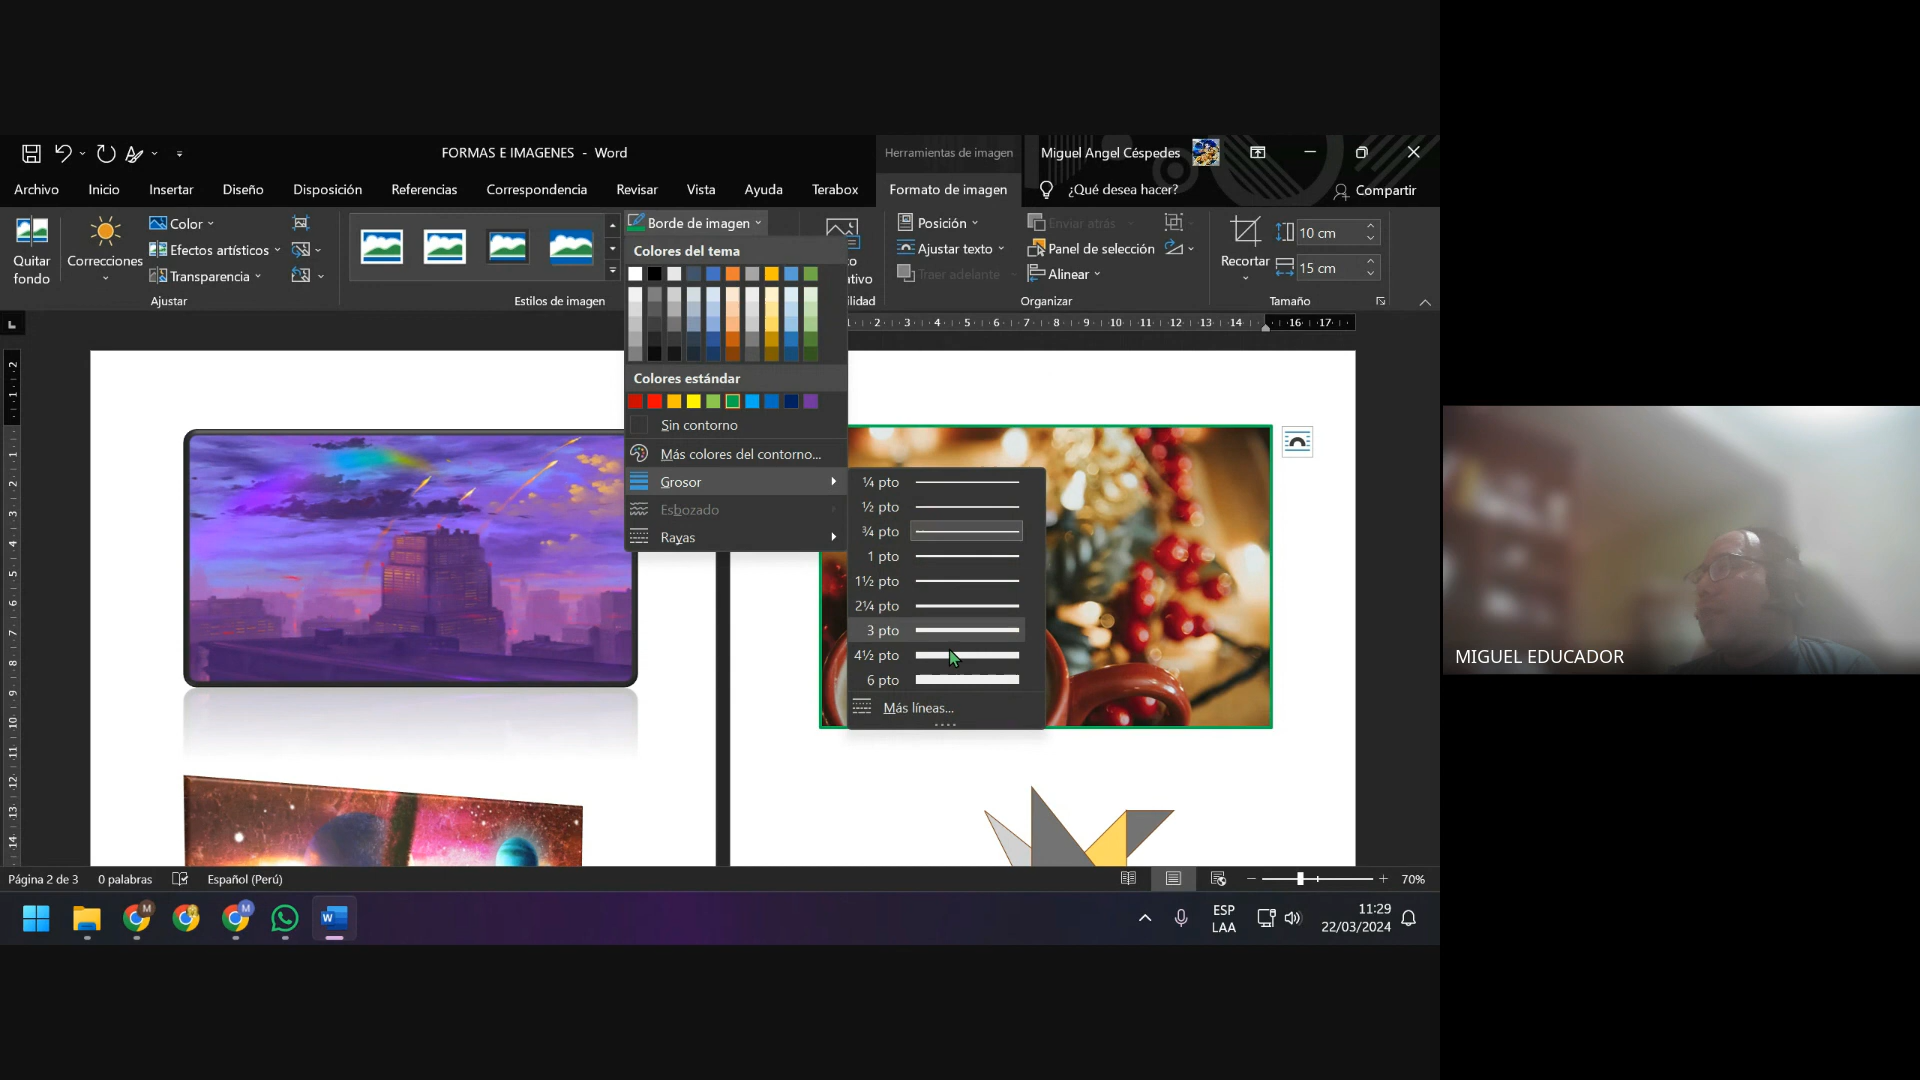 FORMAS E IMAGENES - Word
Herramientas de imagen
Miguel Angel Céspedes
Archivo
Inicio
Insertar
Diseño
Disposición
Referencias
Correspondencia
Revisar
Vista
Ayuda
Terabox
Formato de imagen
¿Qué desea hacer?
Compartir
Quitar fondo
Correcciones
Color
Efectos artísticos
Transparencia
Ajustar
Estilos de imagen
Borde de imagen
Colores del tema
Colores estándar
Sin contorno
Más colores del contorno...
Grosor
Esbozado
Rayas
¼ pto
½ pto
¾ pto
1 pto
1½ pto
2¼ pto
3 pto
4½ pto
6 pto
Más líneas...
Posición
Ajustar texto
Traer adelante
Enviar atrás
Panel de selección
Alinear
Organizar
Recortar
10 cm
15 cm
Tamaño
MIGUEL EDUCADOR
Página 2 de 3
0 palabras
Español (Perú)
70%
ESP
LAA
11:29
22/03/2024